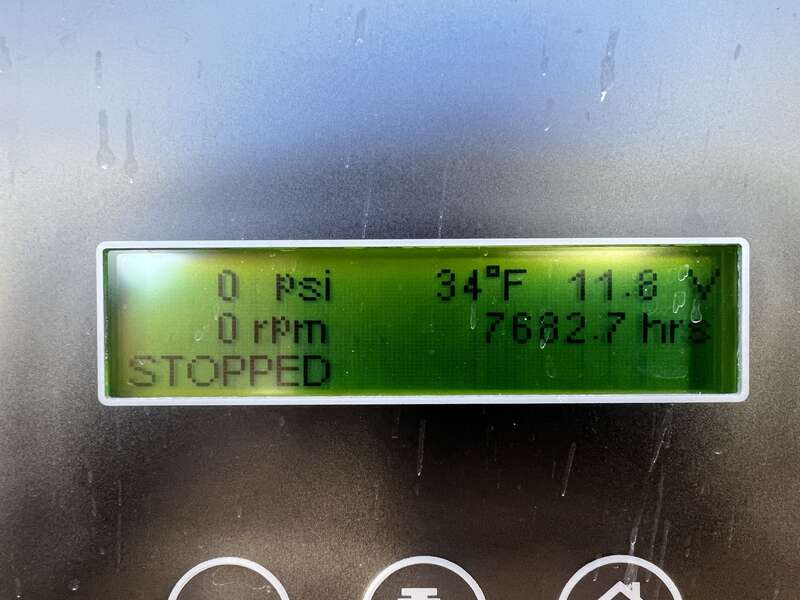 0 psi 34°F 11.8 V
0 rpm 7682.7 hrs
STOPPED